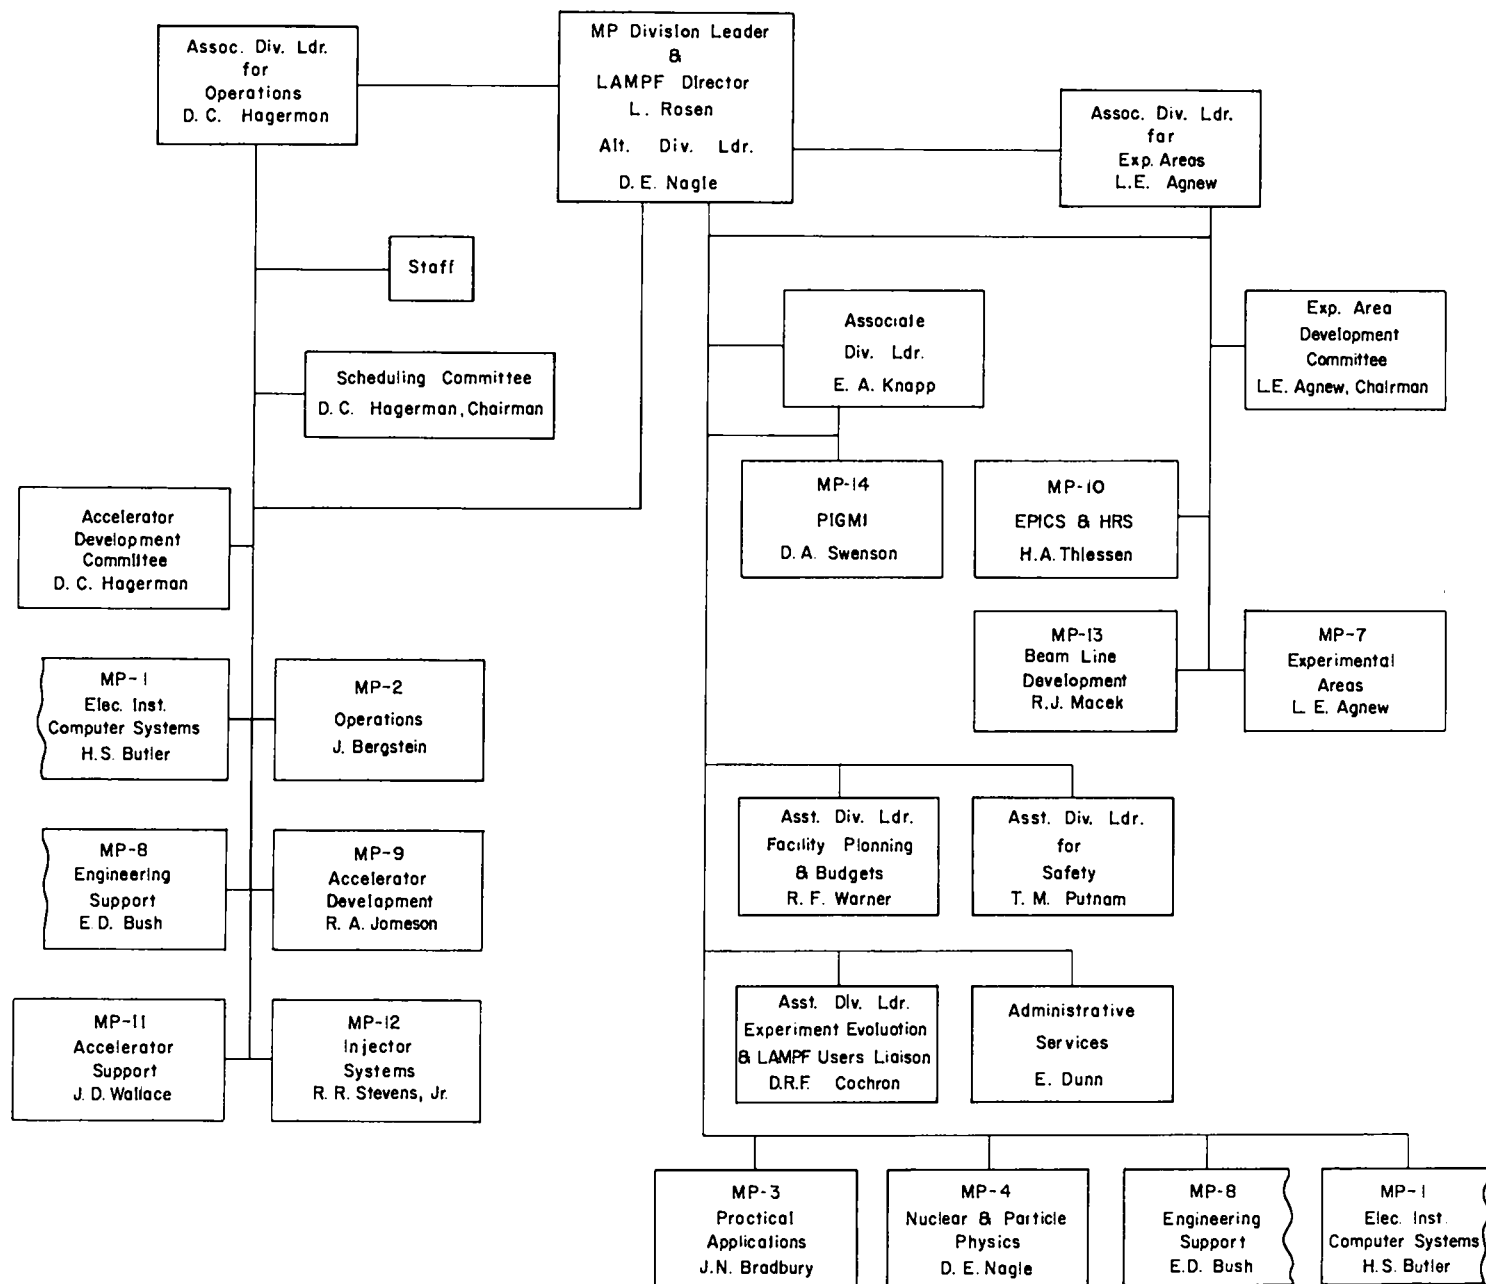 Assoc. Div. Ldr.
for
Operations
D. C. Hagerman
MP Division Leader
&
LAMPF Director
L. Rosen
Alt. Div. Ldr.
D. E. Nagle
Assoc. Div. Ldr.
far
Exp. Areas
L.E. Agnew
Staff
Scheduling Committee
D. C. Hagerman, Chairman
Associate
Div. Ldr.
E. A. Knapp
Exp. Area
Development
Committee
L.E. Agnew, Chairman
Accelerator
Development
Committee
D. C. Hagerman
MP-14
PIGMI
D. A. Swenson
MP-10
EPICS & HRS
H.A. Thiessen
MP-1
Elec. Inst.
Computer Systems
H.S. Butler
MP-2
Operations
J. Bergstein
MP-13
Beam Line
Development
R.J. Macek
MP-7
Experimental
Areas
L. E. Agnew
MP-8
Engineering
Support
E.D. Bush
MP-9
Accelerator
Development
R. A. Jameson
Asst. Div. Ldr.
Facility Planning
& Budgets
R. F. Warner
Asst. Div. Ldr.
for
Safety
T. M. Putnam
MP-11
Accelerator
Support
J. D. Wallace
MP-12
Injector
Systems
R. R. Stevens, Jr.
Asst. Div. Ldr.
Experiment Evaluation
& LAMPF Users Liaison
D.R.F. Cochran
Administrative
Services
E. Dunn
MP-3
Practical
Applications
J.N. Bradbury
MP-4
Nuclear & Particle
Physics
D. E. Nagle
MP-8
Engineering
Support
E.D. Bush
MP-1
Elec. Inst.
Computer Systems
H.S. Butler